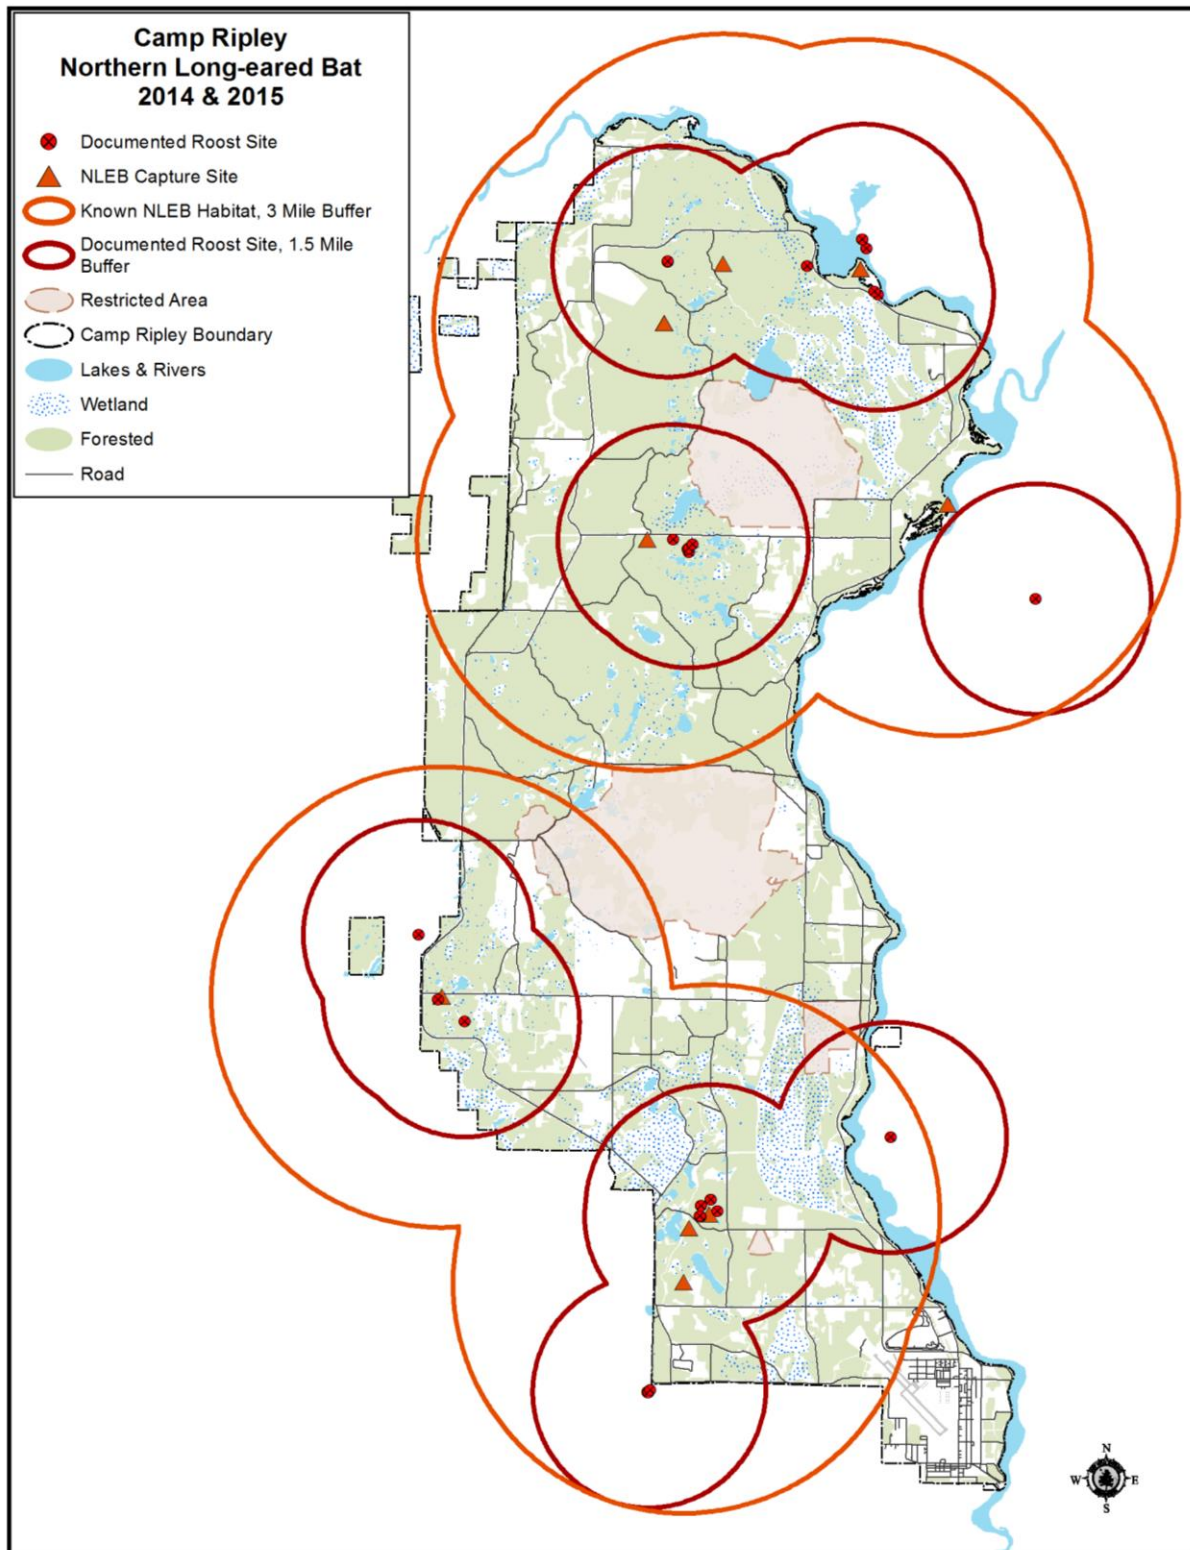 Camp Ripley
Northern Long-eared Bat
2014 & 2015
Documented Roost Site
NLEB Capture Site
Known NLEB Habitat, 3 Mile Buffer
Documented Roost Site, 1.5 Mile
Buffer
Restricted Area
Camp Ripley Boundary
Lakes & Rivers
Wetland
Forested
Road
N
W E
S